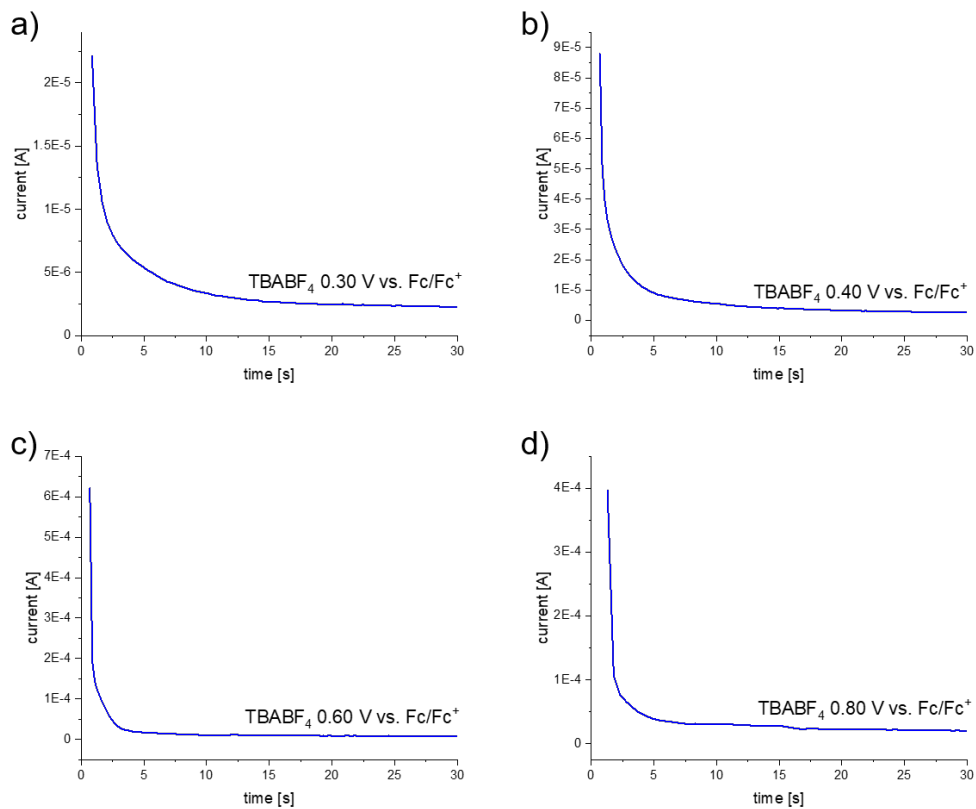 a)
2E-5
1.5E-5
1E-5
5E-6
0
current [A]
TBABF₄ 0.30 V vs. Fc/Fc⁺
0 5 10 15 20 25 30
time [s]
b)
9E-5
8E-5
7E-5
6E-5
5E-5
4E-5
3E-5
2E-5
1E-5
0
current [A]
TBABF₄ 0.40 V vs. Fc/Fc⁺
0 5 10 15 20 25 30
time [s]
c)
7E-4
6E-4
5E-4
4E-4
3E-4
2E-4
1E-4
0
current [A]
TBABF₄ 0.60 V vs. Fc/Fc⁺
0 5 10 15 20 25 30
time [s]
d)
4E-4
3E-4
2E-4
1E-4
0
current [A]
TBABF₄ 0.80 V vs. Fc/Fc⁺
0 5 10 15 20 25 30
time [s]